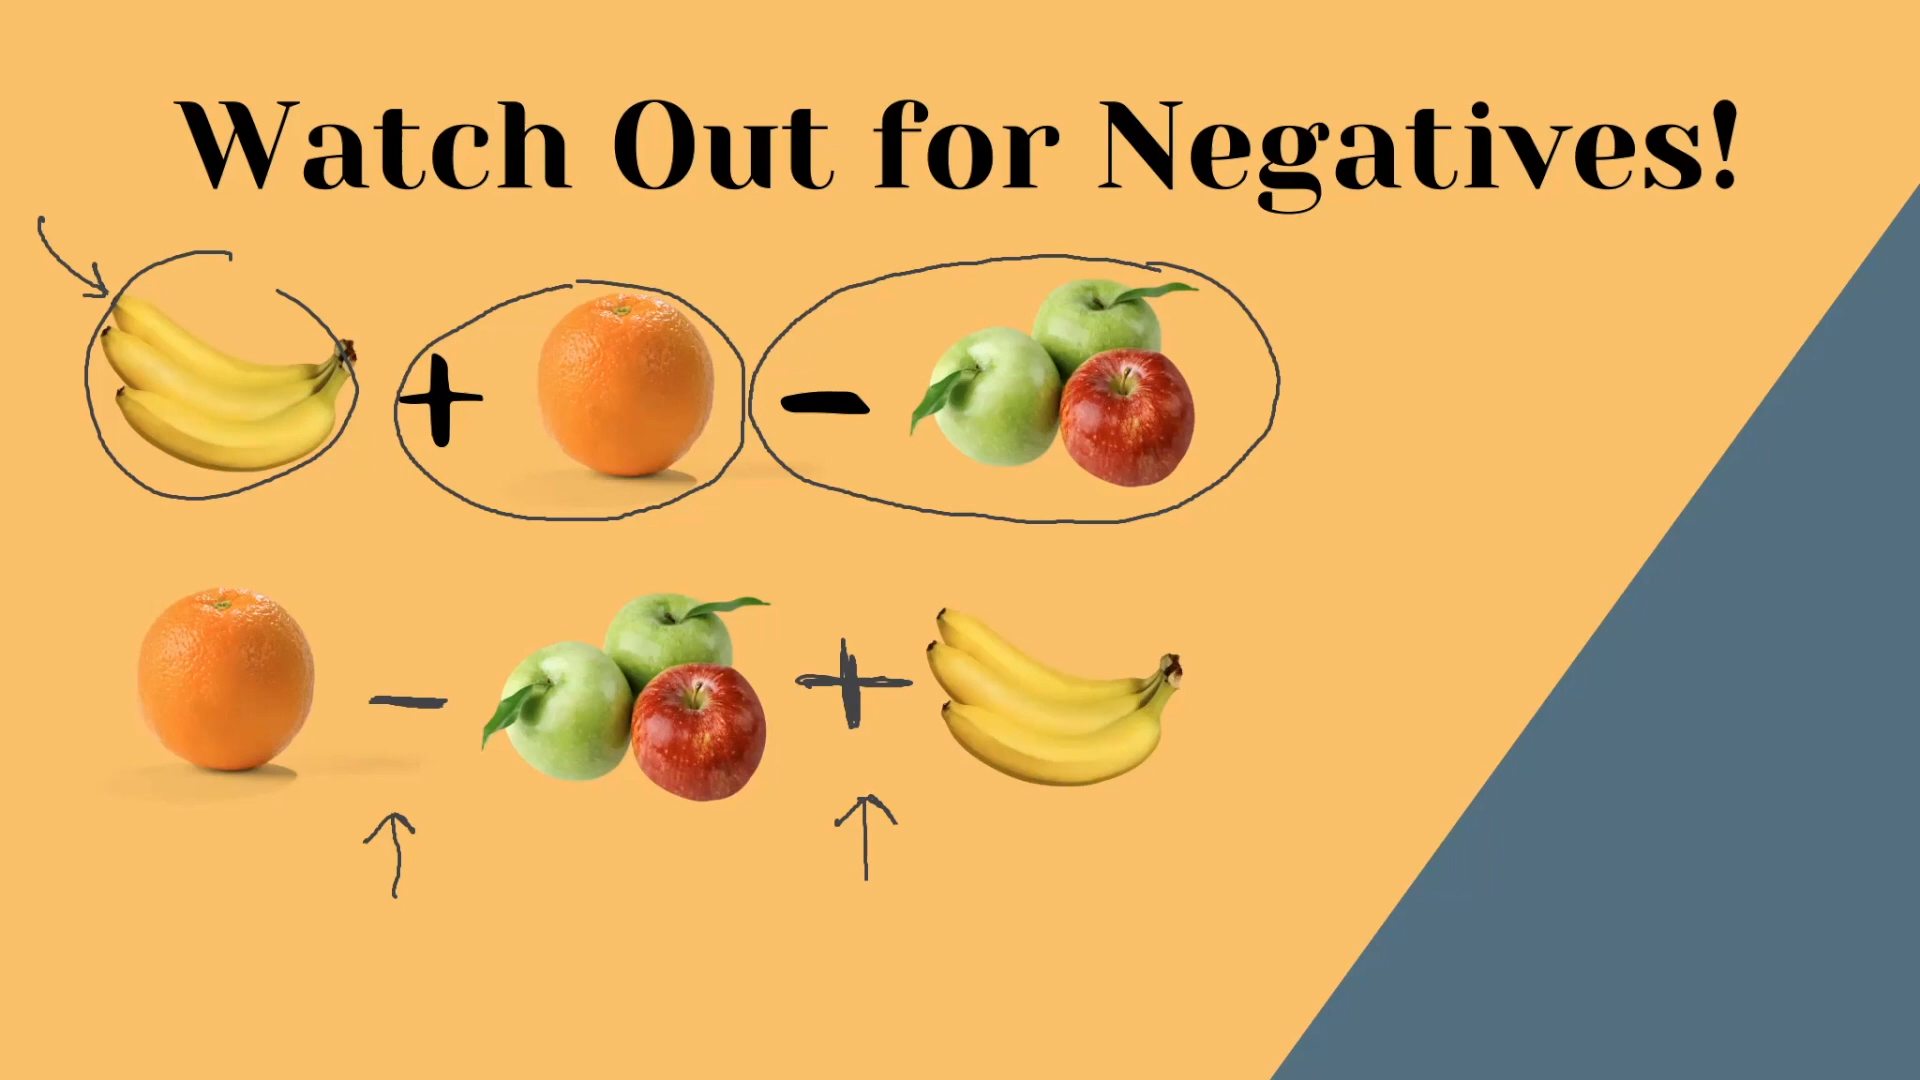 Watch Out for Negatives!
+ -
- +